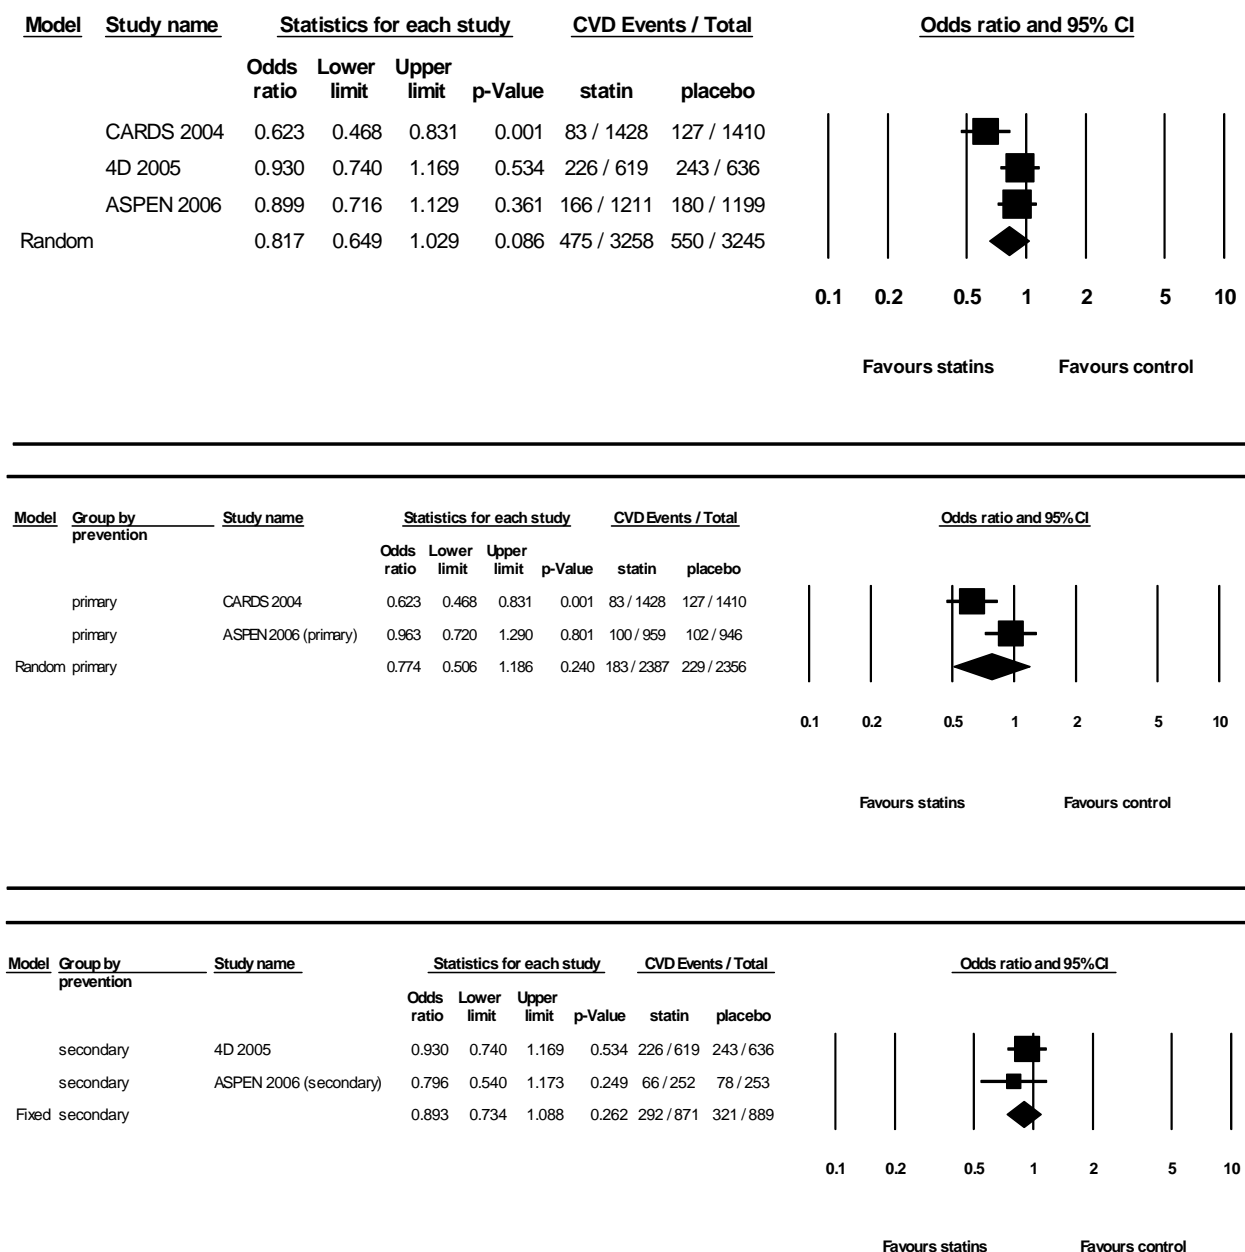 Model Study name Statistics for each study CVD Events / Total Odds ratio and 95% CI
Odds Lower Upper
ratio limit limit p-Value statin placebo
CARDS 2004 0.623 0.468 0.831 0.001 83 / 1428 127 / 1410
4D 2005 0.930 0.740 1.169 0.534 226 / 619 243 / 636
ASPEN 2006 0.899 0.716 1.129 0.361 166 / 1211 180 / 1199
Random 0.817 0.649 1.029 0.086 475 / 3258 550 / 3245
0.1 0.2 0.5 1 2 5 10
Favours statins Favours control
Model Group by Study name Statistics for each study CVD Events / Total Odds ratio and 95% CI
prevention
Odds Lower Upper
ratio limit limit p-Value statin placebo
primary CARDS 2004 0.623 0.468 0.831 0.001 83 / 1428 127 / 1410
primary ASPEN 2006 (primary) 0.963 0.720 1.290 0.801 100 / 959 102 / 946
Random primary 0.774 0.506 1.186 0.240 183 / 2387 229 / 2356
0.1 0.2 0.5 1 2 5 10
Favours statins Favours control
Model Group by Study name Statistics for each study CVD Events / Total Odds ratio and 95% CI
prevention
Odds Lower Upper
ratio limit limit p-Value statin placebo
secondary 4D 2005 0.930 0.740 1.169 0.534 226 / 619 243 / 636
secondary ASPEN 2006 (secondary) 0.796 0.540 1.173 0.249 66 / 252 78 / 253
Fixed secondary 0.893 0.734 1.088 0.262 292 / 871 321 / 889
0.1 0.2 0.5 1 2 5 10
Favours statins Favours control